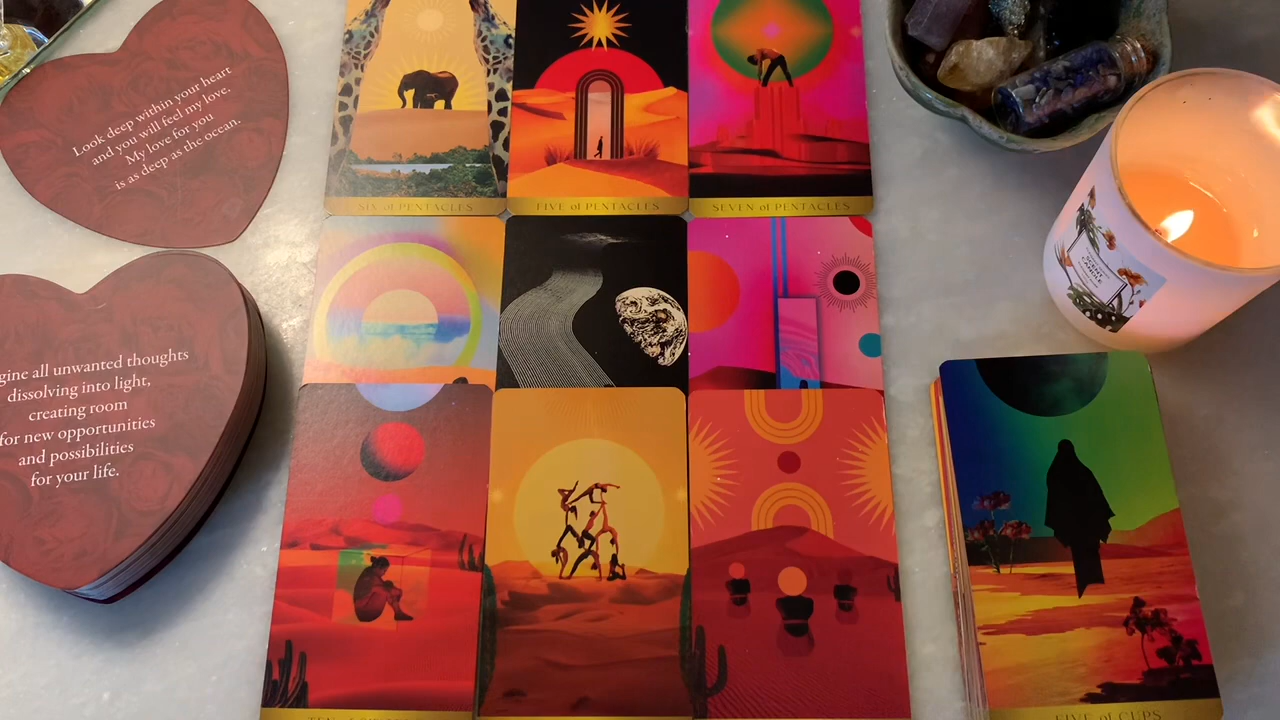 Look deep within your heart
and you will feel my love.
My love for you
is as deep as the ocean.
gine all unwanted thoughts
dissolving into light,
creating room
for new opportunities
and possibilities
for your life.
SIX of PENTACLES
FIVE of PENTACLES
SEVEN of PENTACLES
FIVE of CUPS
SCENT
CANDLE